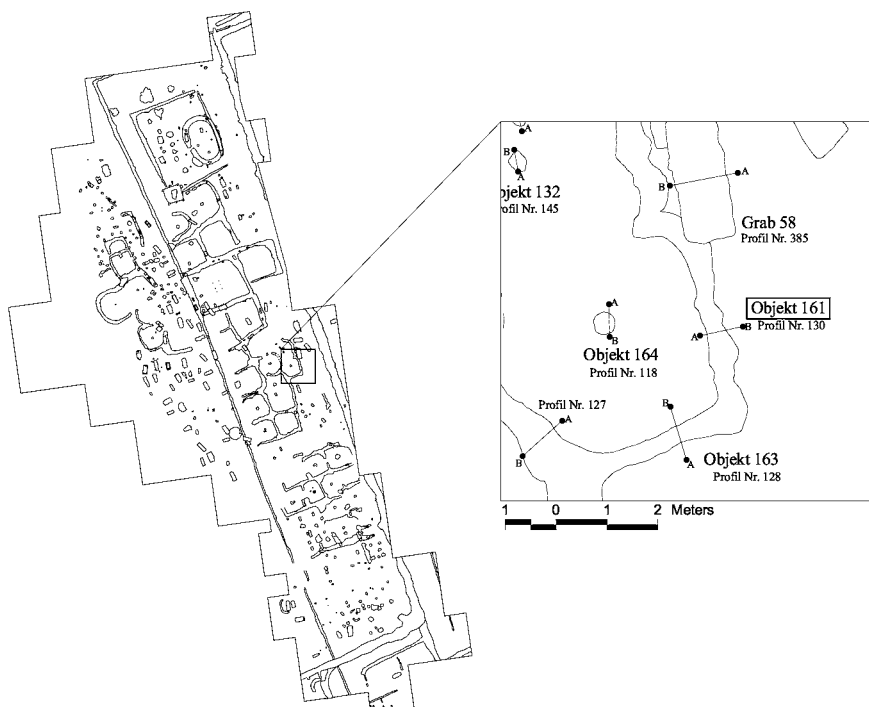 A
B
A
bjekt 132
rofil Nr. 145
A
B
Grab 58
Profil Nr. 385
A
B
Objekt 164
Profil Nr. 118
Objekt 161
Profil Nr. 130
A
B
Profil Nr. 127
A
B
B
A
Objekt 163
Profil Nr. 128
1 0 1 2 Meters